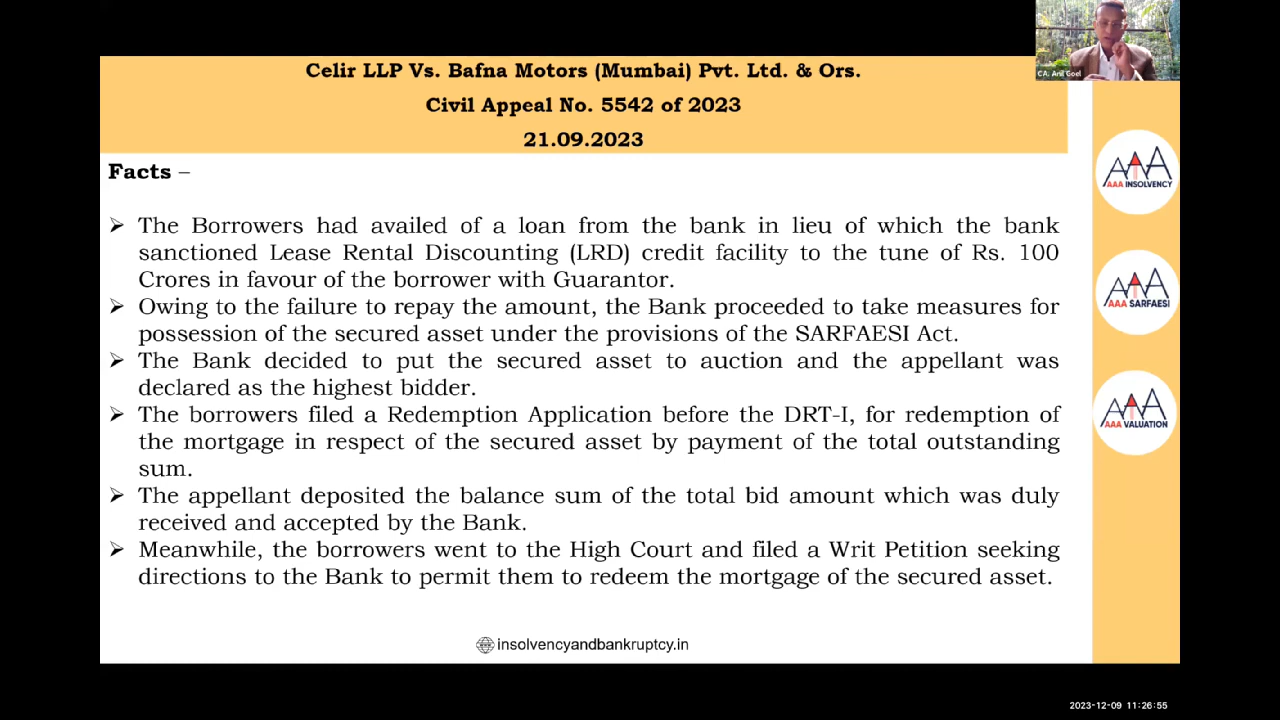 CA. Anil Goel
Celir LLP Vs. Bafna Motors (Mumbai) Pvt. Ltd. & Ors.
Civil Appeal No. 5542 of 2023
21.09.2023
Facts –
➢ The Borrowers had availed of a loan from the bank in lieu of which the bank
sanctioned Lease Rental Discounting (LRD) credit facility to the tune of Rs. 100
Crores in favour of the borrower with Guarantor.
➢ Owing to the failure to repay the amount, the Bank proceeded to take measures for
possession of the secured asset under the provisions of the SARFAESI Act.
➢ The Bank decided to put the secured asset to auction and the appellant was
declared as the highest bidder.
➢ The borrowers filed a Redemption Application before the DRT-I, for redemption of
the mortgage in respect of the secured asset by payment of the total outstanding
sum.
➢ The appellant deposited the balance sum of the total bid amount which was duly
received and accepted by the Bank.
➢ Meanwhile, the borrowers went to the High Court and filed a Writ Petition seeking
directions to the Bank to permit them to redeem the mortgage of the secured asset.
AAA
AAA INSOLVENCY
AAA
AAA SARFAESI
AAA
AAA VALUATION
insolvencyandbankruptcy.in
2023-12-09 11:26:55